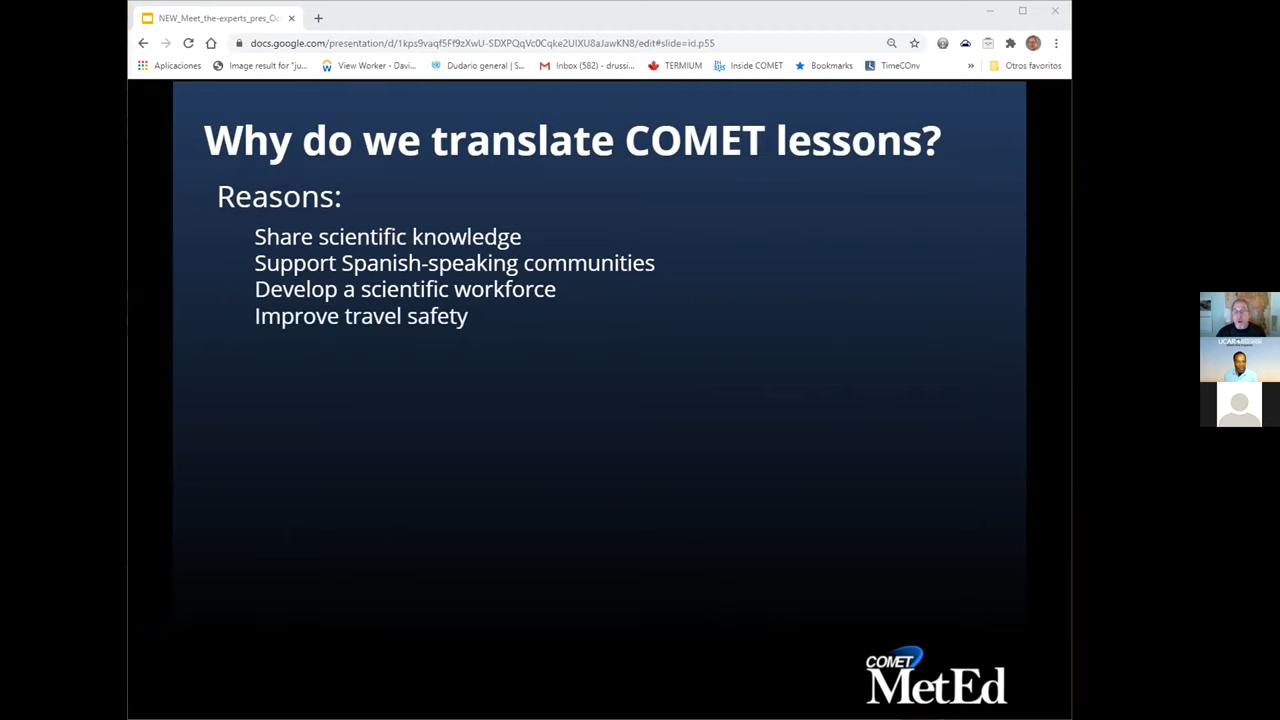 NEW_Meet_the-experts_pres_Oc
docs.google.com/presentation/d/1kps9vaqf5Ff9zXwU-SDXPQqVc0Cqke2UIXU8aJawKN8/edit#slide=id.p55
Aplicaciones
Image result for "ju...
View Worker - Davi...
Dudario general | S...
Inbox (582) - drussi...
TERMIUM
Inside COMET
Bookmarks
TimeCOnv
»
Otros favoritos
Why do we translate COMET lessons?
Reasons:
Share scientific knowledge
Support Spanish-speaking communities
Develop a scientific workforce
Improve travel safety
UCAR
COMET
MetEd